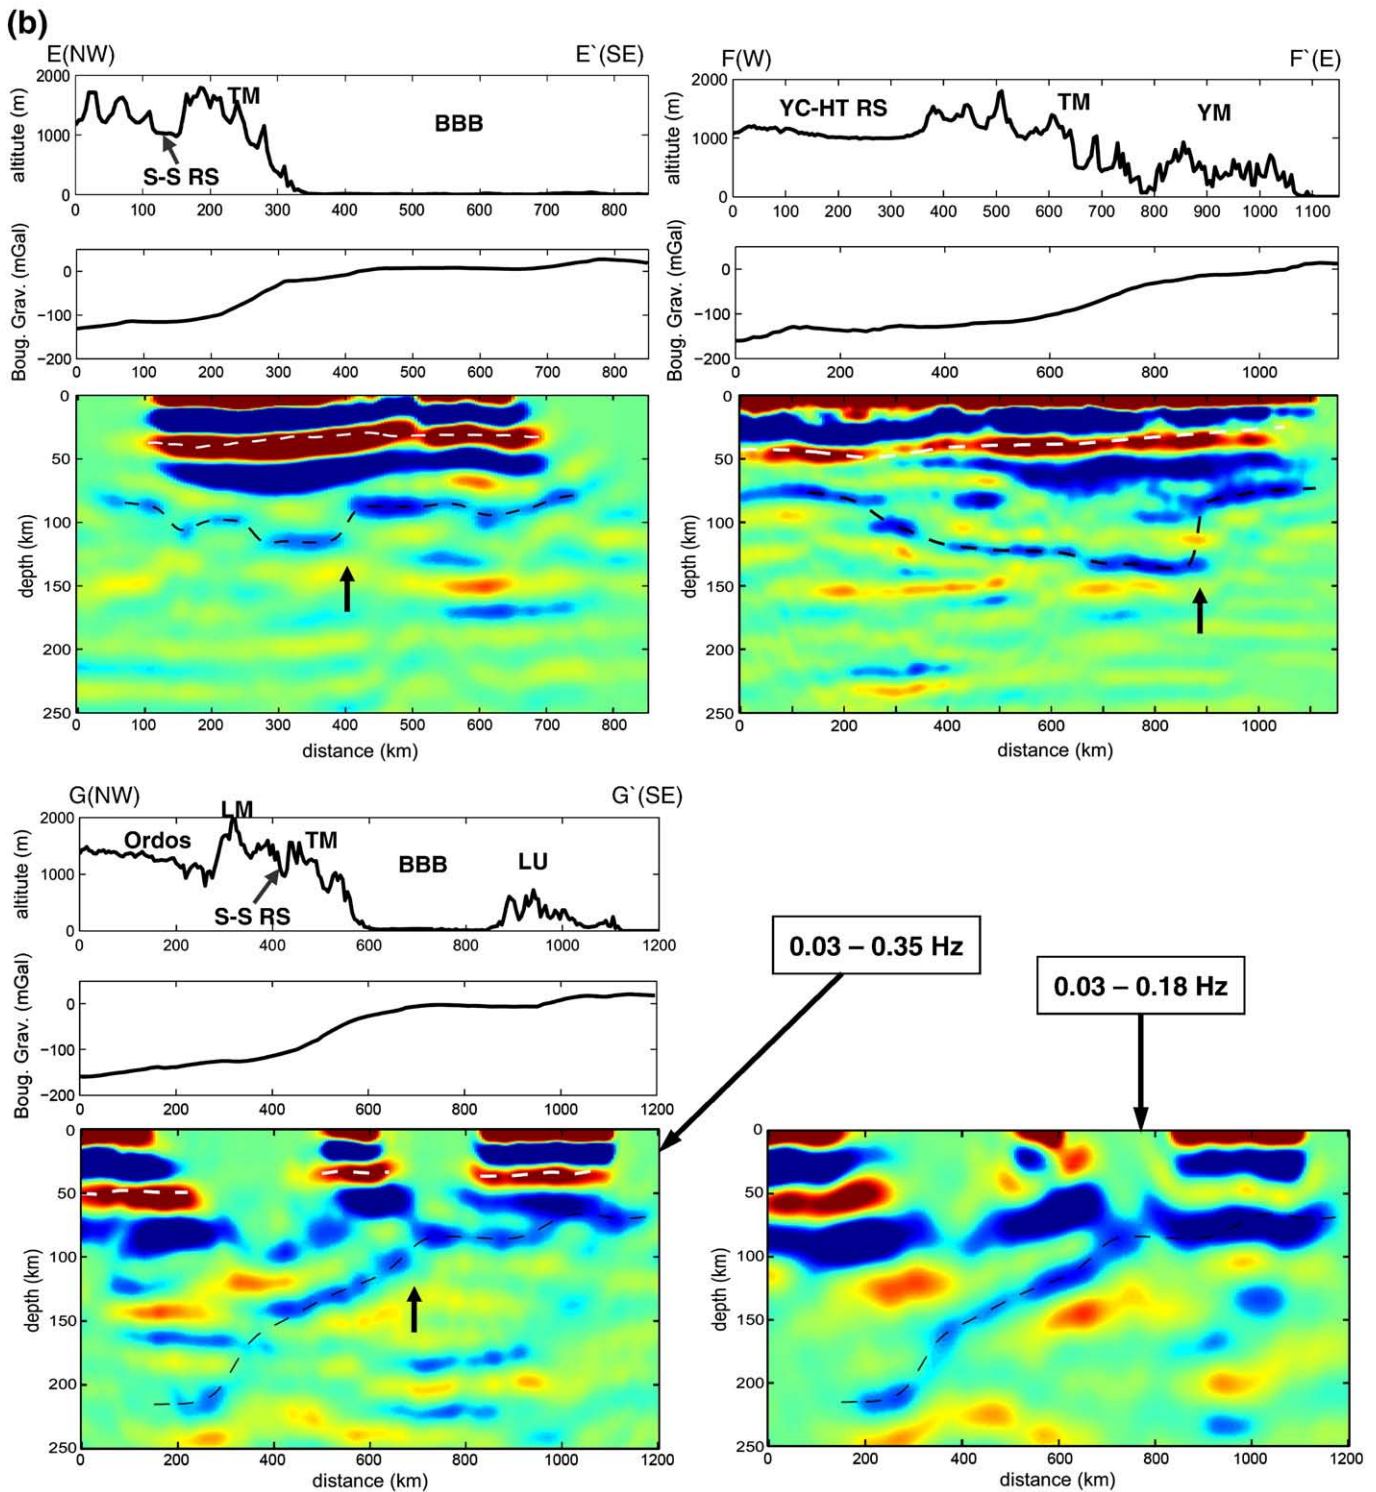 (b)
E(NW) E`(SE)
altitute (m)
2000
1000
0
TM
BBB
S-S RS
0 100 200 300 400 500 600 700 800
Boug. Grav. (mGal)
0
−100
−200
0 100 200 300 400 500 600 700 800
depth (km)
0
50
100
150
200
250
0 100 200 300 400 500 600 700
distance (km)
F(W) F`(E)
altitute (m)
2000
1000
0
YC-HT RS
TM
YM
0 100 200 300 400 500 600 700 800 900 1000 1100
Boug. Grav. (mGal)
0
−100
−200
0 200 400 600 800 1000
depth (km)
0
50
100
150
200
250
0 200 400 600 800 1000
distance (km)
G(NW) G`(SE)
altitute (m)
2000
1000
0
LM
Ordos
TM
BBB
LU
S-S RS
0 200 400 600 800 1000 1200
Boug. Grav. (mGal)
0
−100
−200
0 200 400 600 800 1000 1200
0.03 – 0.35 Hz
0.03 – 0.18 Hz
depth (km)
0
50
100
150
200
250
0 200 400 600 800 1000 1200
distance (km)
depth (km)
0
50
100
150
200
250
0 200 400 600 800 1000 1200
distance (km)